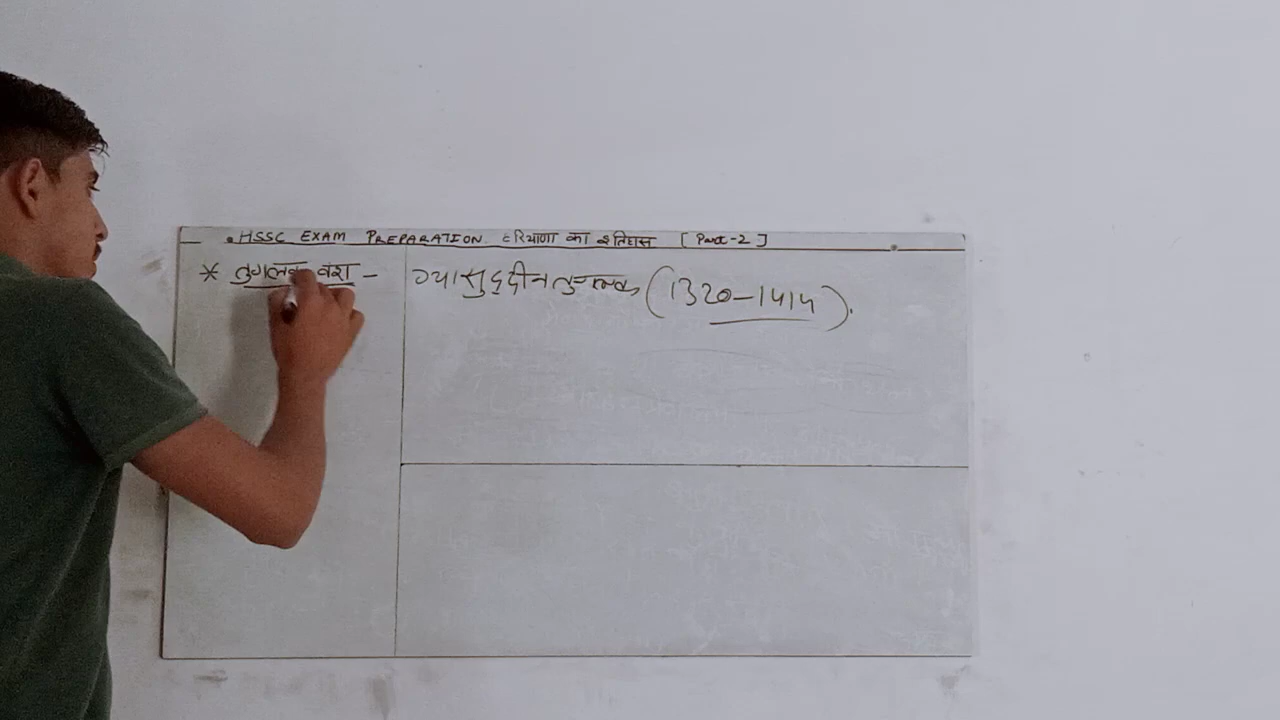 . HSSC EXAM PREPARATION. हरियाणा का इतिहास [ Part-2 ]
* तुगलक वंश -
ग्यासुद्दीन तुगलक (1320-1414).